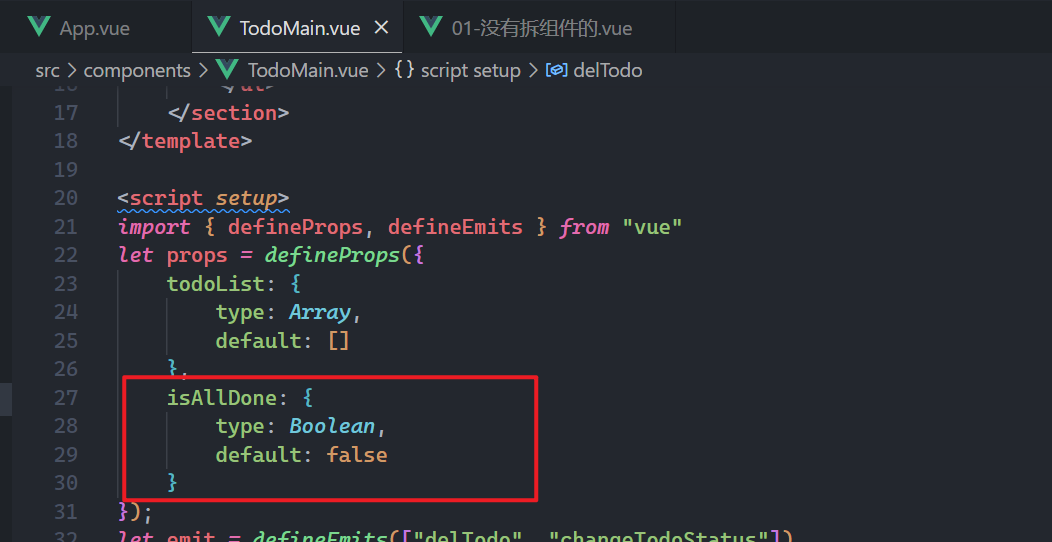 App.vue
TodoMain.vue
01-没有拆组件的.vue
src > components > TodoMain.vue > {} script setup > delTodo
16 </ul>
17 </section>
18 </template>
19
20 <script setup>
21 import { defineProps, defineEmits } from "vue"
22 let props = defineProps({
23 todoList: {
24 type: Array,
25 default: []
26 },
27 isAllDone: {
28 type: Boolean,
29 default: false
30 }
31 });
32 let emit = defineEmits(["delTodo", "changeTodoStatus"])